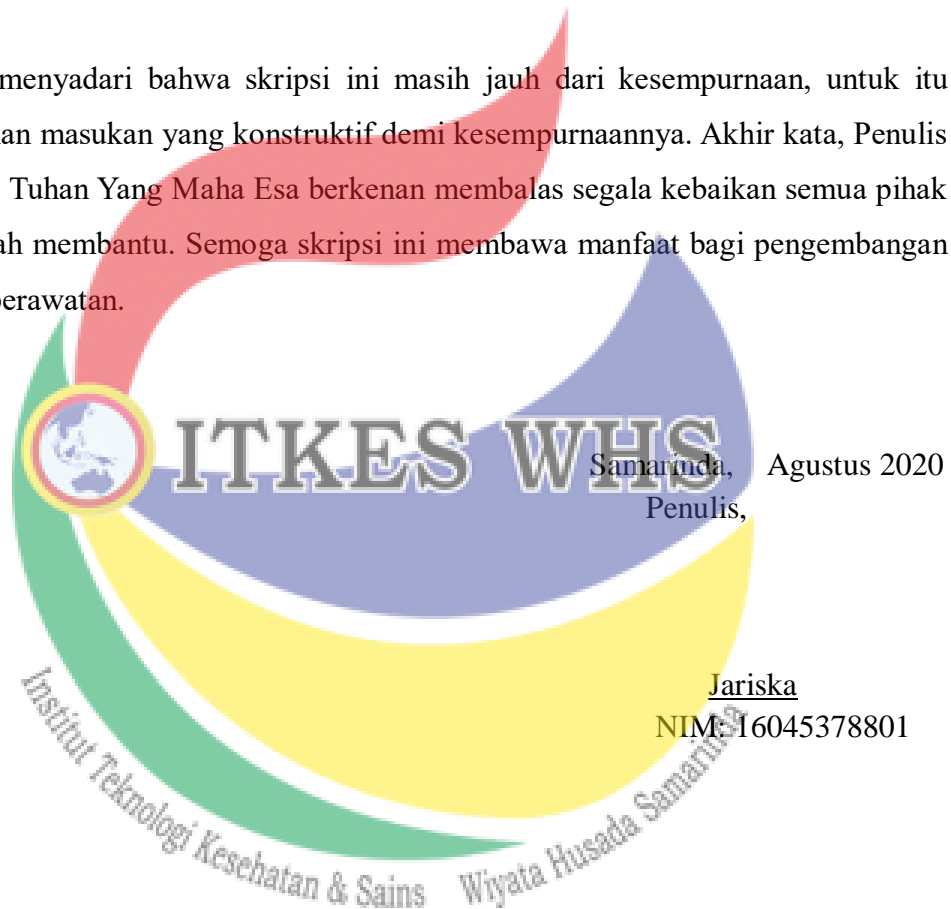 menyadari bahwa skripsi ini masih jauh dari kesempurnaan, untuk itu
an masukan yang konstruktif demi kesempurnaannya. Akhir kata, Penulis
Tuhan Yang Maha Esa berkenan membalas segala kebaikan semua pihak
ah membantu. Semoga skripsi ini membawa manfaat bagi pengembangan
perawatan.
ITKES WHS
Samarinda, Agustus 2020
Penulis,
Jariska
NIM: 16045378801
Institut Teknologi Kesehatan & Sains Wiyata Husada Samarinda